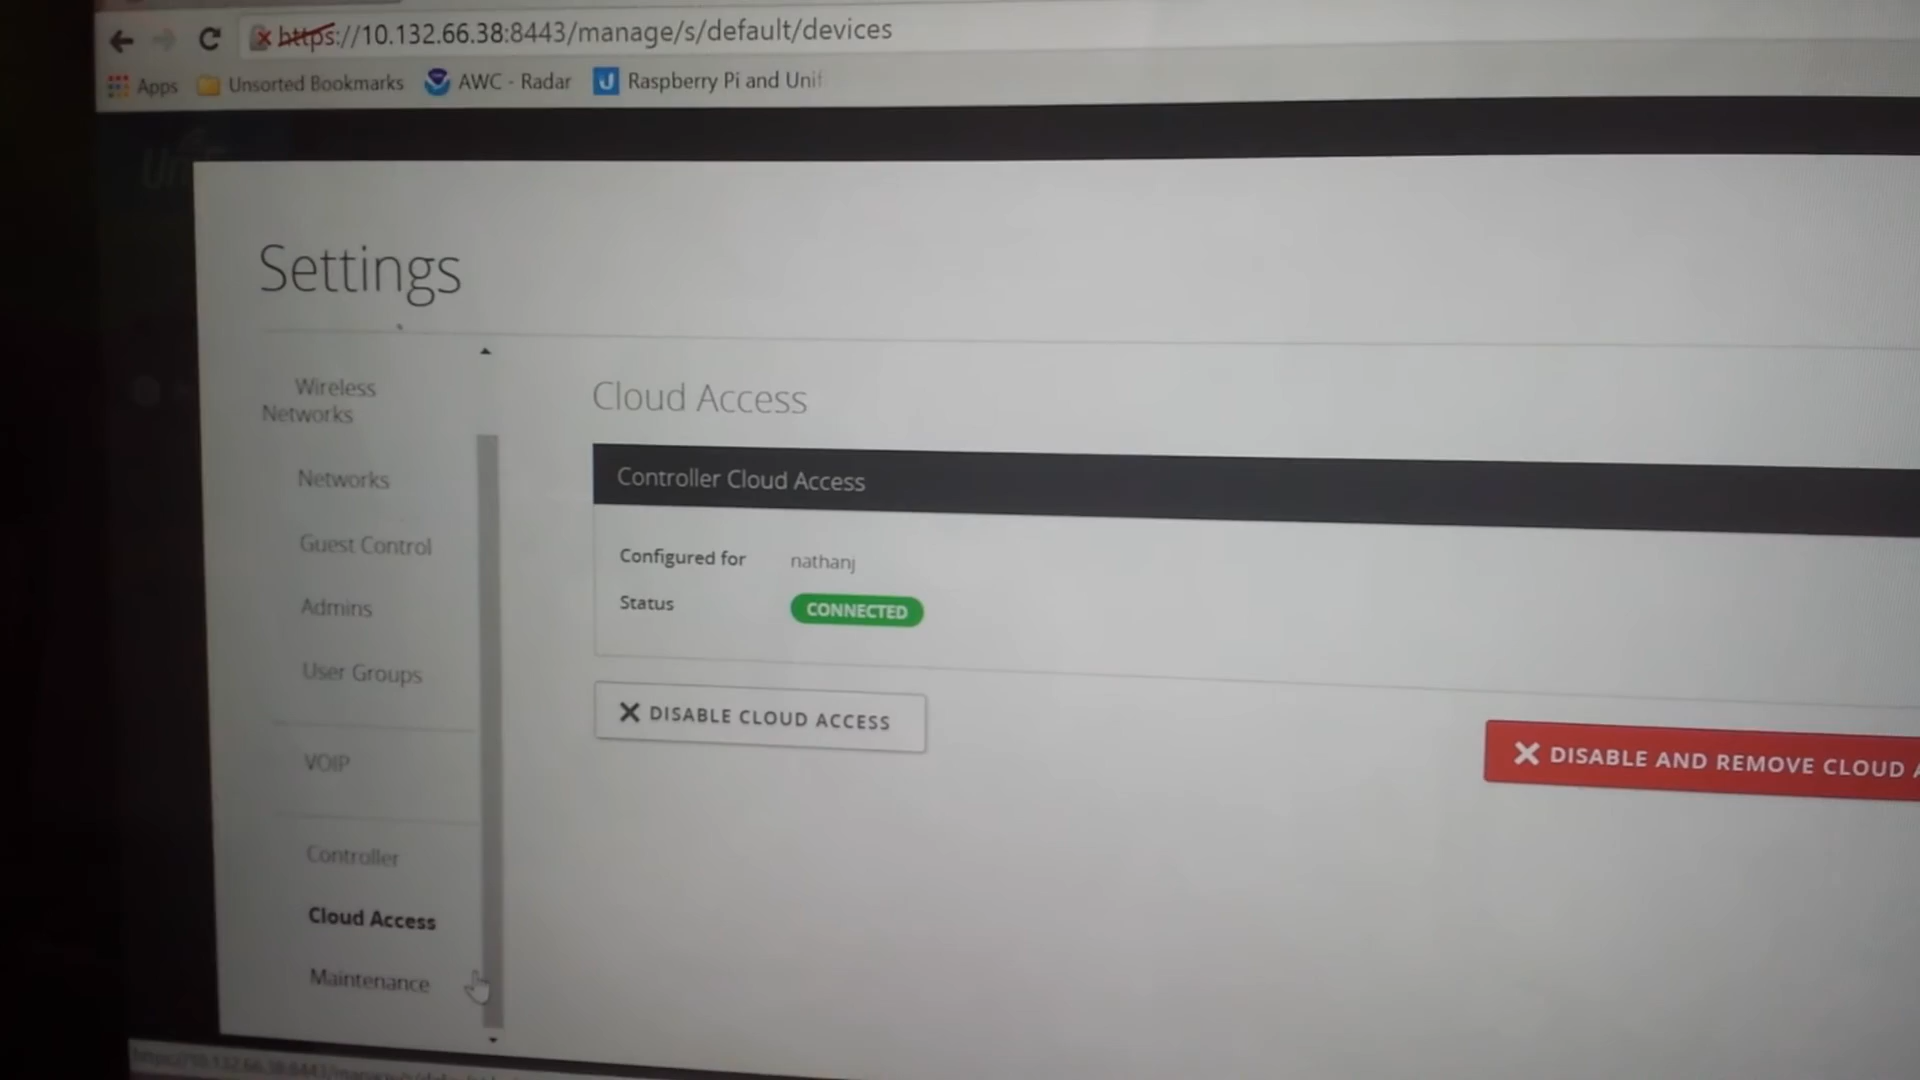 https://10.132.66.38:8443/manage/s/default/devices
Apps Unsorted Bookmarks AWC - Radar Raspberry Pi and Unif
Settings
Wireless
Networks
Networks
Guest Control
Admins
User Groups
VOIP
Controller
Cloud Access
Maintenance
Cloud Access
Controller Cloud Access
Configured for nathanj
Status CONNECTED
DISABLE CLOUD ACCESS
DISABLE AND REMOVE CLOUD A